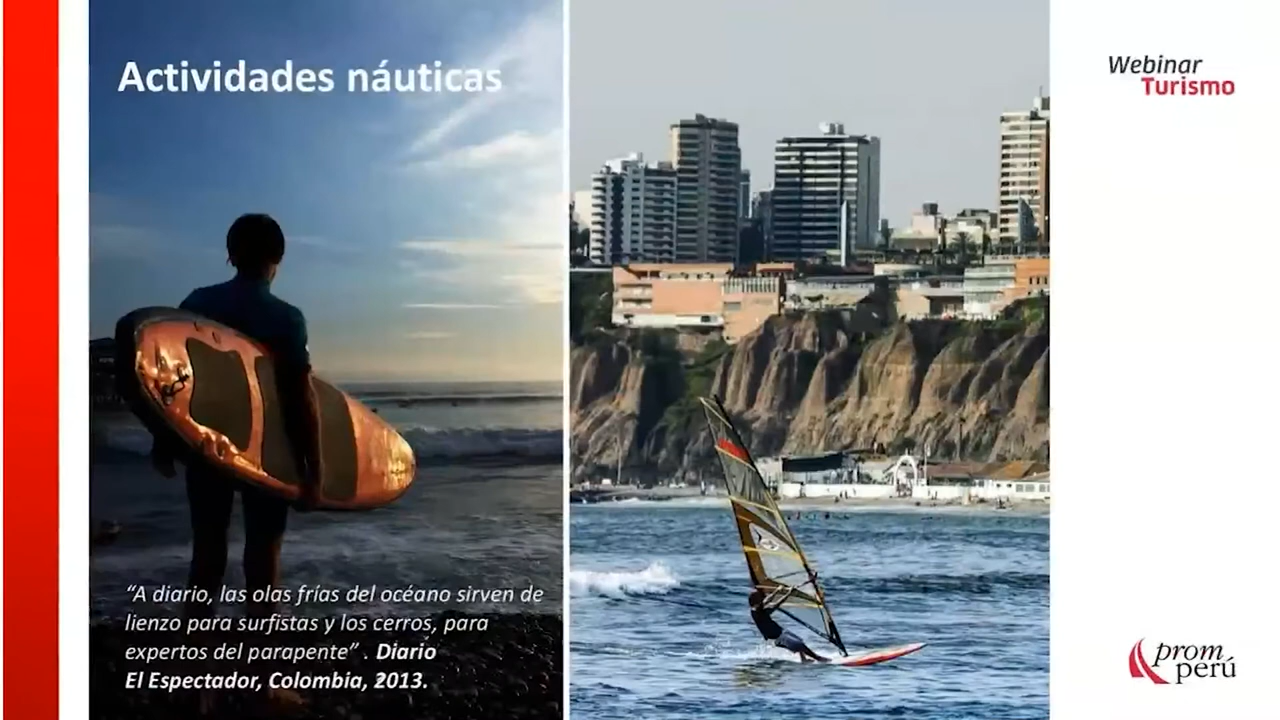 Actividades náuticas
Webinar
Turismo
“A diario, las olas frías del océano sirven de
lienzo para surfistas y los cerros, para
expertos del parapente” . Diario
El Espectador, Colombia, 2013.
prom
perú